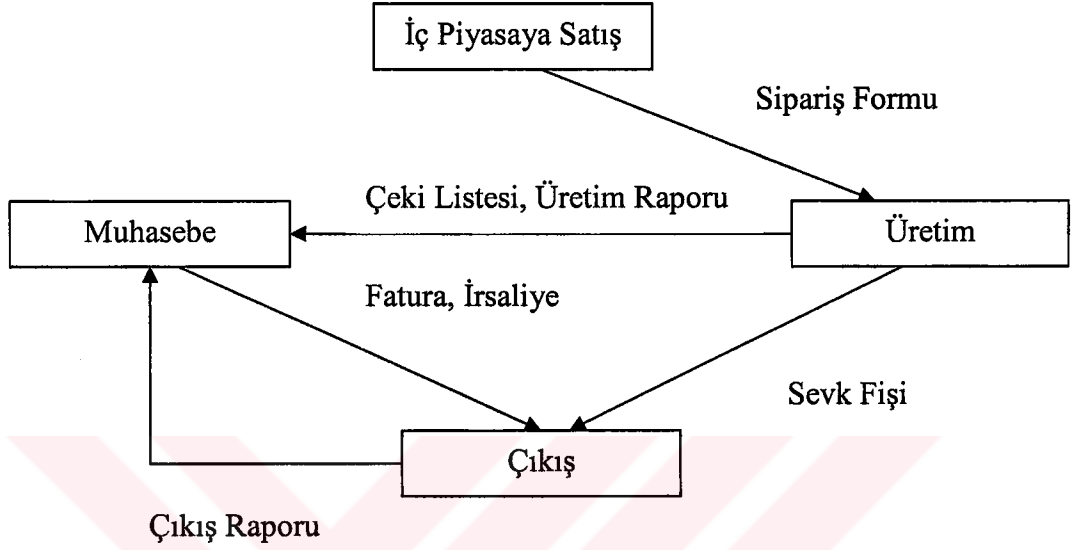 İç Piyasaya Satış
Sipariş Formu
Çeki Listesi, Üretim Raporu
Muhasebe
Üretim
Fatura, İrsaliye
Sevk Fişi
Çıkış
Çıkış Raporu